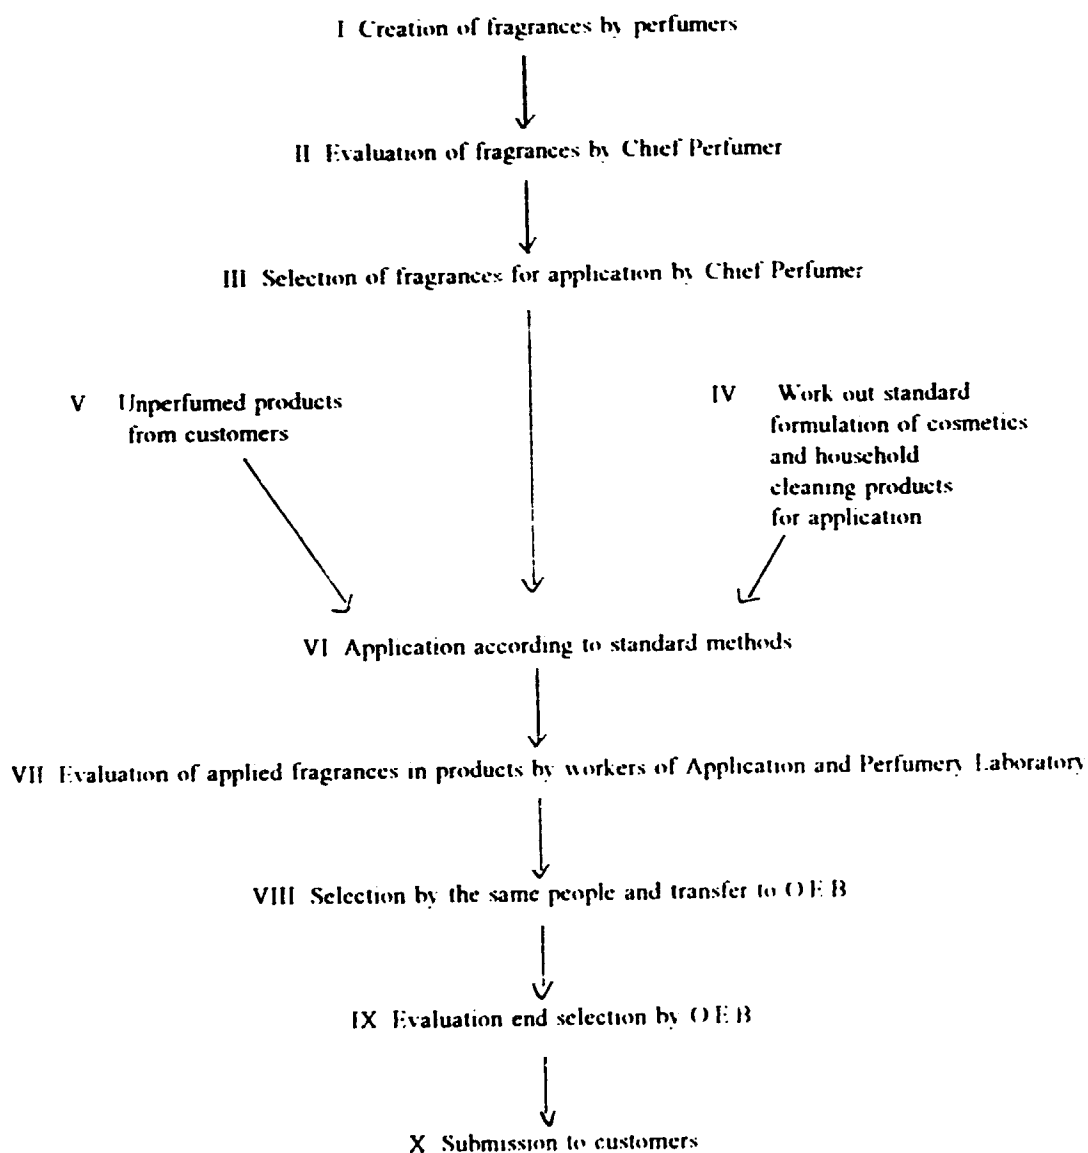 I Creation of fragrances by perfumers
II Evaluation of fragrances by Chief Perfumer
III Selection of fragrances for application by Chief Perfumer
V Unperfumed products
from customers
IV Work out standard
formulation of cosmetics
and household
cleaning products
for application
VI Application according to standard methods
VII Evaluation of applied fragrances in products by workers of Application and Perfumery Laboratory
VIII Selection by the same people and transfer to O E B
IX Evaluation end selection by O E B
X Submission to customers